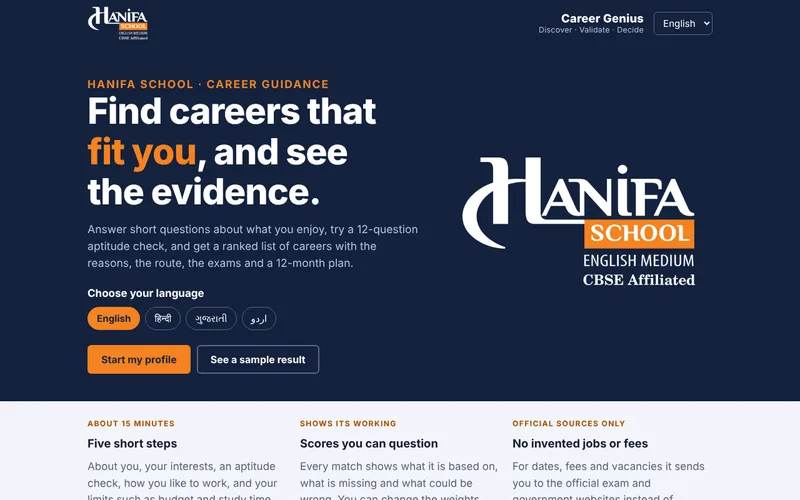 HANIFA
SCHOOL
ENGLISH MEDIUM
CBSE Affiliated
Career Genius
Discover · Validate · Decide
English
HANIFA SCHOOL · CAREER GUIDANCE
Find careers that
fit you, and see
the evidence.
Answer short questions about what you enjoy, try a 12-question
aptitude check, and get a ranked list of careers with the
reasons, the route, the exams and a 12-month plan.
Choose your language
English
हिन्दी
ગુજરાતી
اردو
Start my profile
See a sample result
HANIFA
SCHOOL
ENGLISH MEDIUM
CBSE Affiliated
ABOUT 15 MINUTES
Five short steps
About you, your interests, an aptitude
check, how you like to work, and your
limits such as budget and study time.
SHOWS ITS WORKING
Scores you can question
Every match shows what it is based on,
what is missing and what could be
wrong. You can change the weights
OFFICIAL SOURCES ONLY
No invented jobs or fees
For dates, fees and vacancies it sends
you to the official exam and
government websites instead of